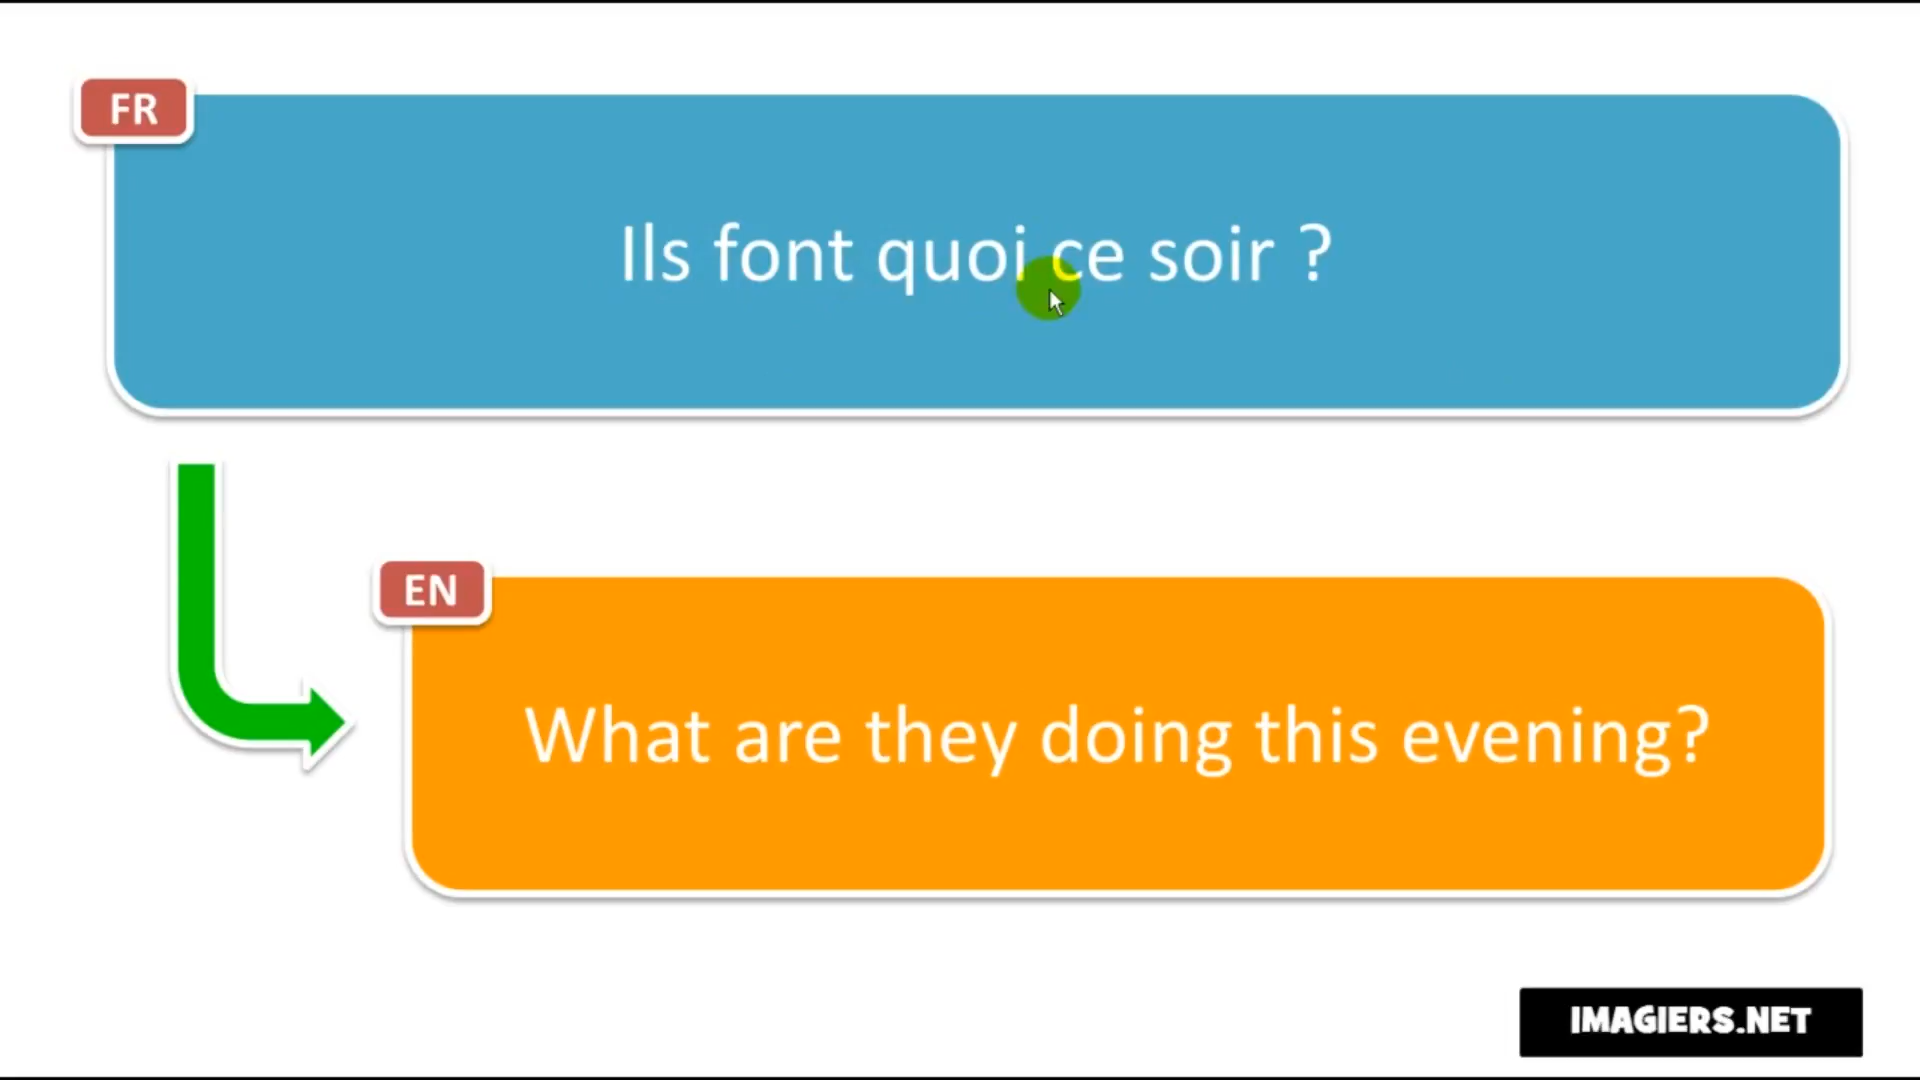 FR
Ils font quoi ce soir ?
EN
What are they doing this evening?
IMAGIERS.NET